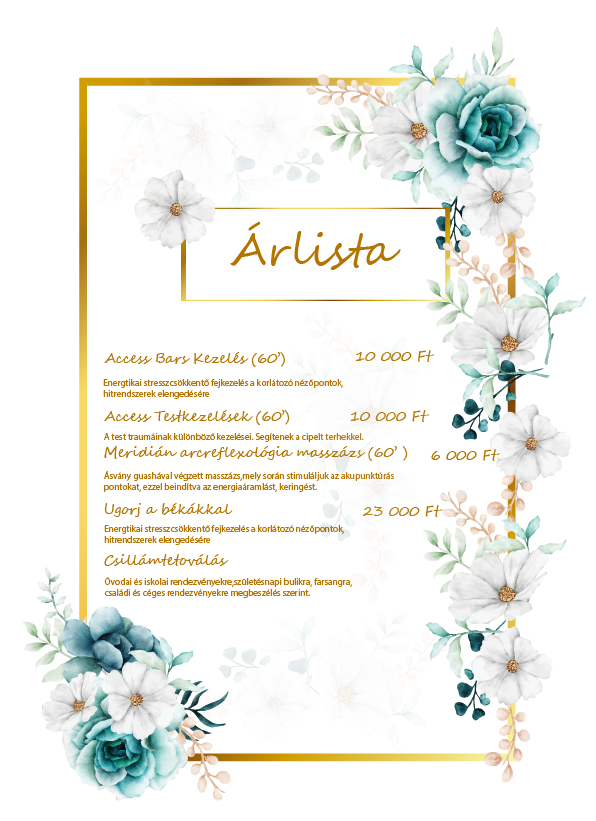 Árlista
Access Bars Kezelés (60') 10 000 Ft
Energtikai stresszcsökkentő fejkezelés a korlátozó nézőpontok,
hitrendszerek elengedésére
Access Testkezelések (60') 10 000 Ft
A test traumáinak különböző kezelései. Segítenek a cipelt terhekkel.
Meridián arcreflexológia masszázs (60' ) 6 000 Ft
Ásvány guashával végzett masszázs,mely során stimuláljuk az akupunktúrás
pontokat, ezzel beindítva az energiaáramlást, keringést.
Ugorj a békákkal 23 000 Ft
Energtikai stresszcsökkentő fejkezelés a korlátozó nézőpontok,
hitrendszerek elengedésére
Csillámtetoválás
Óvodai és iskolai rendezvényekre,születésnapi bulikra, farsangra,
családi és céges rendezvényekre megbeszélés szerint.